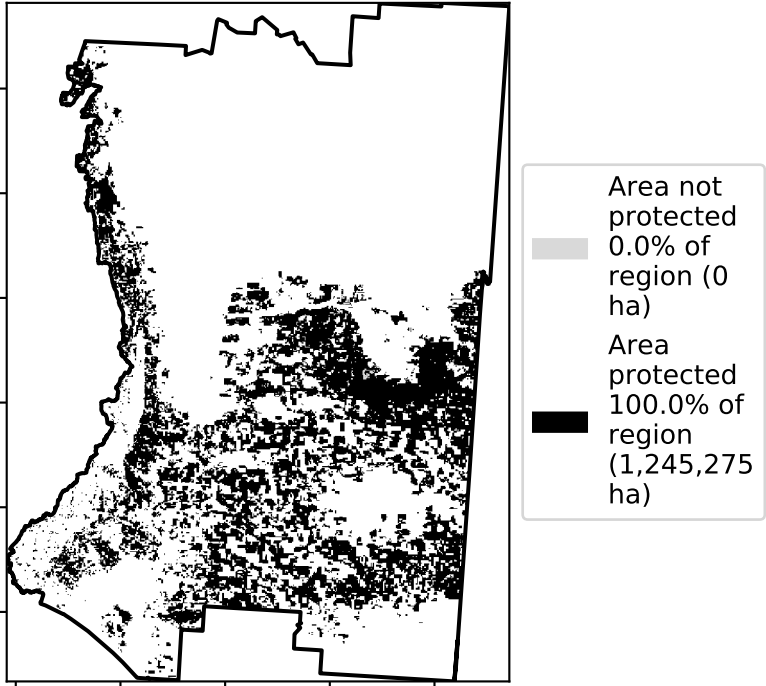 Area not
protected
0.0% of
region (0
ha)
Area
protected
100.0% of
region
(1,245,275
ha)